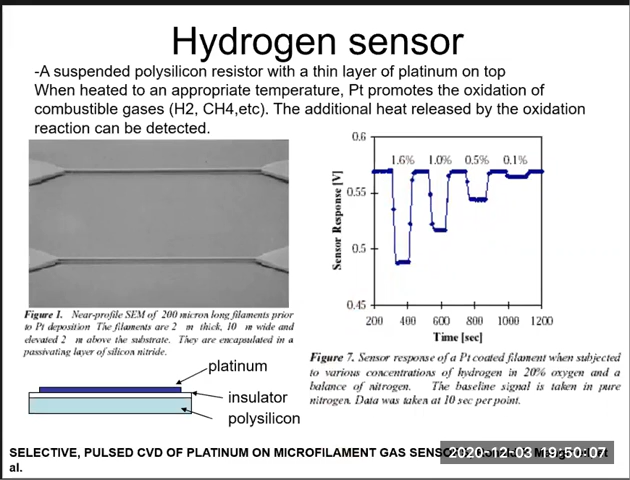 Hydrogen sensor
-A suspended polysilicon resistor with a thin layer of platinum on top
When heated to an appropriate temperature, Pt promotes the oxidation of
combustible gases (H2, CH4,etc). The additional heat released by the oxidation
reaction can be detected.
Figure 1. Near-profile SEM of 200 micron long filaments prior
to Pt deposition The filaments are 2 m thick, 10 m wide and
elevated 2 m above the substrate. They are encapsulated in a
passivating layer of silicon nitride.
platinum
insulator
polysilicon
0.6
0.55
0.5
0.45
Sensor Response [V]
1.6% 1.0% 0.5% 0.1%
200 400 600 800 1000 1200
Time [sec]
Figure 7. Sensor response of a Pt coated filament when subjected
to various concentrations of hydrogen in 20% oxygen and a
balance of nitrogen. The baseline signal is taken in pure
nitrogen. Data was taken at 10 sec per point.
SELECTIVE, PULSED CVD OF PLATINUM ON MICROFILAMENT GAS
al.
2020-12-03 19:50:07